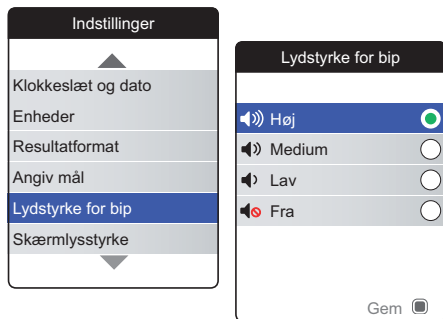 Indstillinger
Klokkeslæt og dato
Enheder
Resultatformat
Angiv mål
Lydstyrke for bip
Skærmlysstyrke
Lydstyrke for bip
Høj
Medium
Lav
Fra
Gem